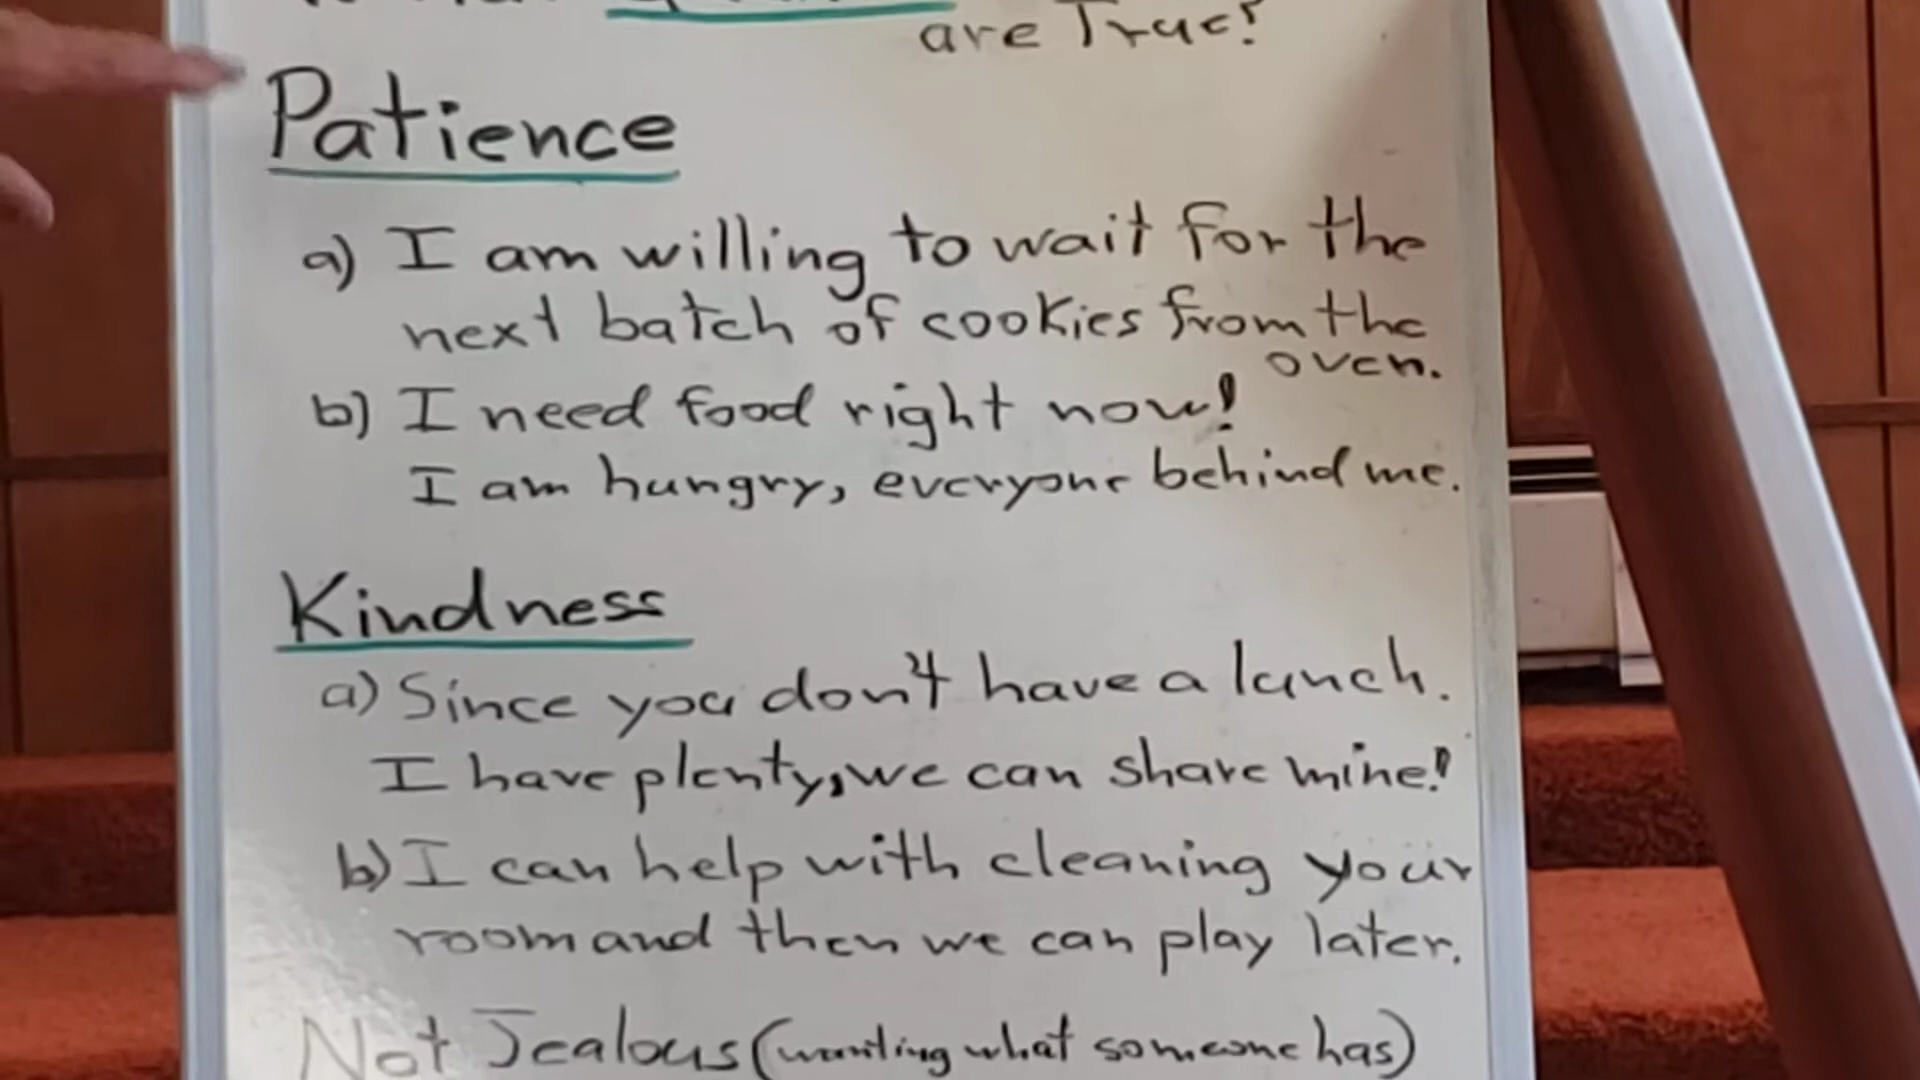 are True?
Patience
a) I am willing to wait for the
next batch of cookies from the
oven.
b) I need food right now!
I am hungry, everyone behind me.
Kindness
a) Since you don't have a lunch.
I have plenty, we can share mine!
b) I can help with cleaning your
room and then we can play later.
Not Jealous (wanting what someone has)